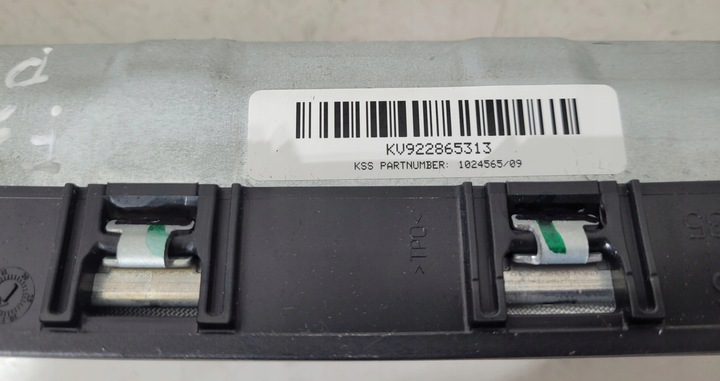 KV922865313
KSS PARTNUMBER: 1024565/09
>TPO<